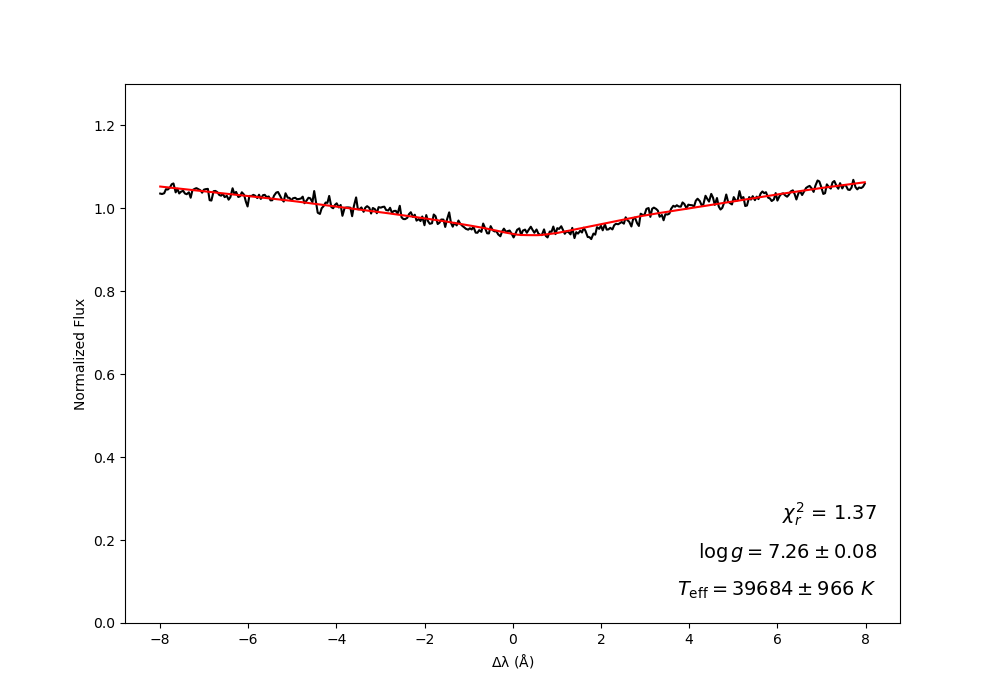 1.2
1.0
0.8
0.6
0.4
0.2
0.0
Normalized Flux
χ²ᵣ = 1.37
log g = 7.26 ± 0.08
T_eff = 39684 ± 966 K
−8 −6 −4 −2 0 2 4 6 8
Δλ (Å)